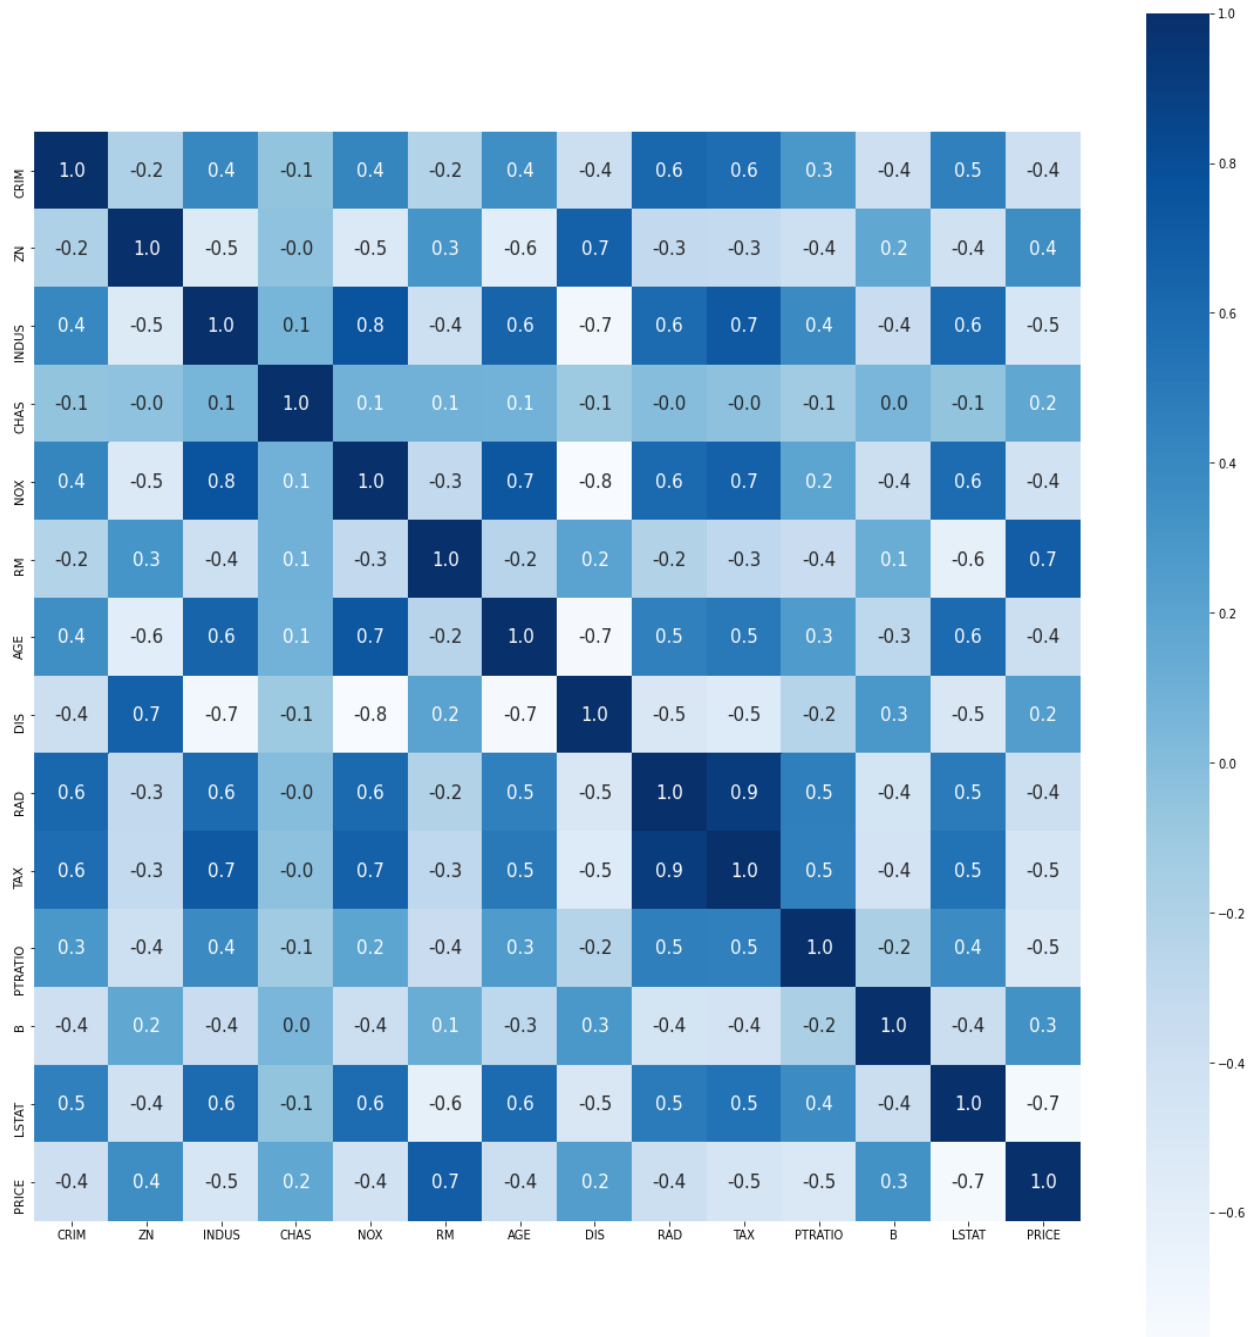 1.0
CRIM 1.0 -0.2 0.4 -0.1 0.4 -0.2 0.4 -0.4 0.6 0.6 0.3 -0.4 0.5 -0.4
0.8
ZN -0.2 1.0 -0.5 -0.0 -0.5 0.3 -0.6 0.7 -0.3 -0.3 -0.4 0.2 -0.4 0.4
0.6
INDUS 0.4 -0.5 1.0 0.1 0.8 -0.4 0.6 -0.7 0.6 0.7 0.4 -0.4 0.6 -0.5
CHAS -0.1 -0.0 0.1 1.0 0.1 0.1 0.1 -0.1 -0.0 -0.0 -0.1 0.0 -0.1 0.2
0.4
NOX 0.4 -0.5 0.8 0.1 1.0 -0.3 0.7 -0.8 0.6 0.7 0.2 -0.4 0.6 -0.4
RM -0.2 0.3 -0.4 0.1 -0.3 1.0 -0.2 0.2 -0.2 -0.3 -0.4 0.1 -0.6 0.7
0.2
AGE 0.4 -0.6 0.6 0.1 0.7 -0.2 1.0 -0.7 0.5 0.5 0.3 -0.3 0.6 -0.4
DIS -0.4 0.7 -0.7 -0.1 -0.8 0.2 -0.7 1.0 -0.5 -0.5 -0.2 0.3 -0.5 0.2
0.0
RAD 0.6 -0.3 0.6 -0.0 0.6 -0.2 0.5 -0.5 1.0 0.9 0.5 -0.4 0.5 -0.4
TAX 0.6 -0.3 0.7 -0.0 0.7 -0.3 0.5 -0.5 0.9 1.0 0.5 -0.4 0.5 -0.5
−0.2
PTRATIO 0.3 -0.4 0.4 -0.1 0.2 -0.4 0.3 -0.2 0.5 0.5 1.0 -0.2 0.4 -0.5
B -0.4 0.2 -0.4 0.0 -0.4 0.1 -0.3 0.3 -0.4 -0.4 -0.2 1.0 -0.4 0.3
−0.4
LSTAT 0.5 -0.4 0.6 -0.1 0.6 -0.6 0.6 -0.5 0.5 0.5 0.4 -0.4 1.0 -0.7
PRICE -0.4 0.4 -0.5 0.2 -0.4 0.7 -0.4 0.2 -0.4 -0.5 -0.5 0.3 -0.7 1.0
−0.6
CRIM ZN INDUS CHAS NOX RM AGE DIS RAD TAX PTRATIO B LSTAT PRICE